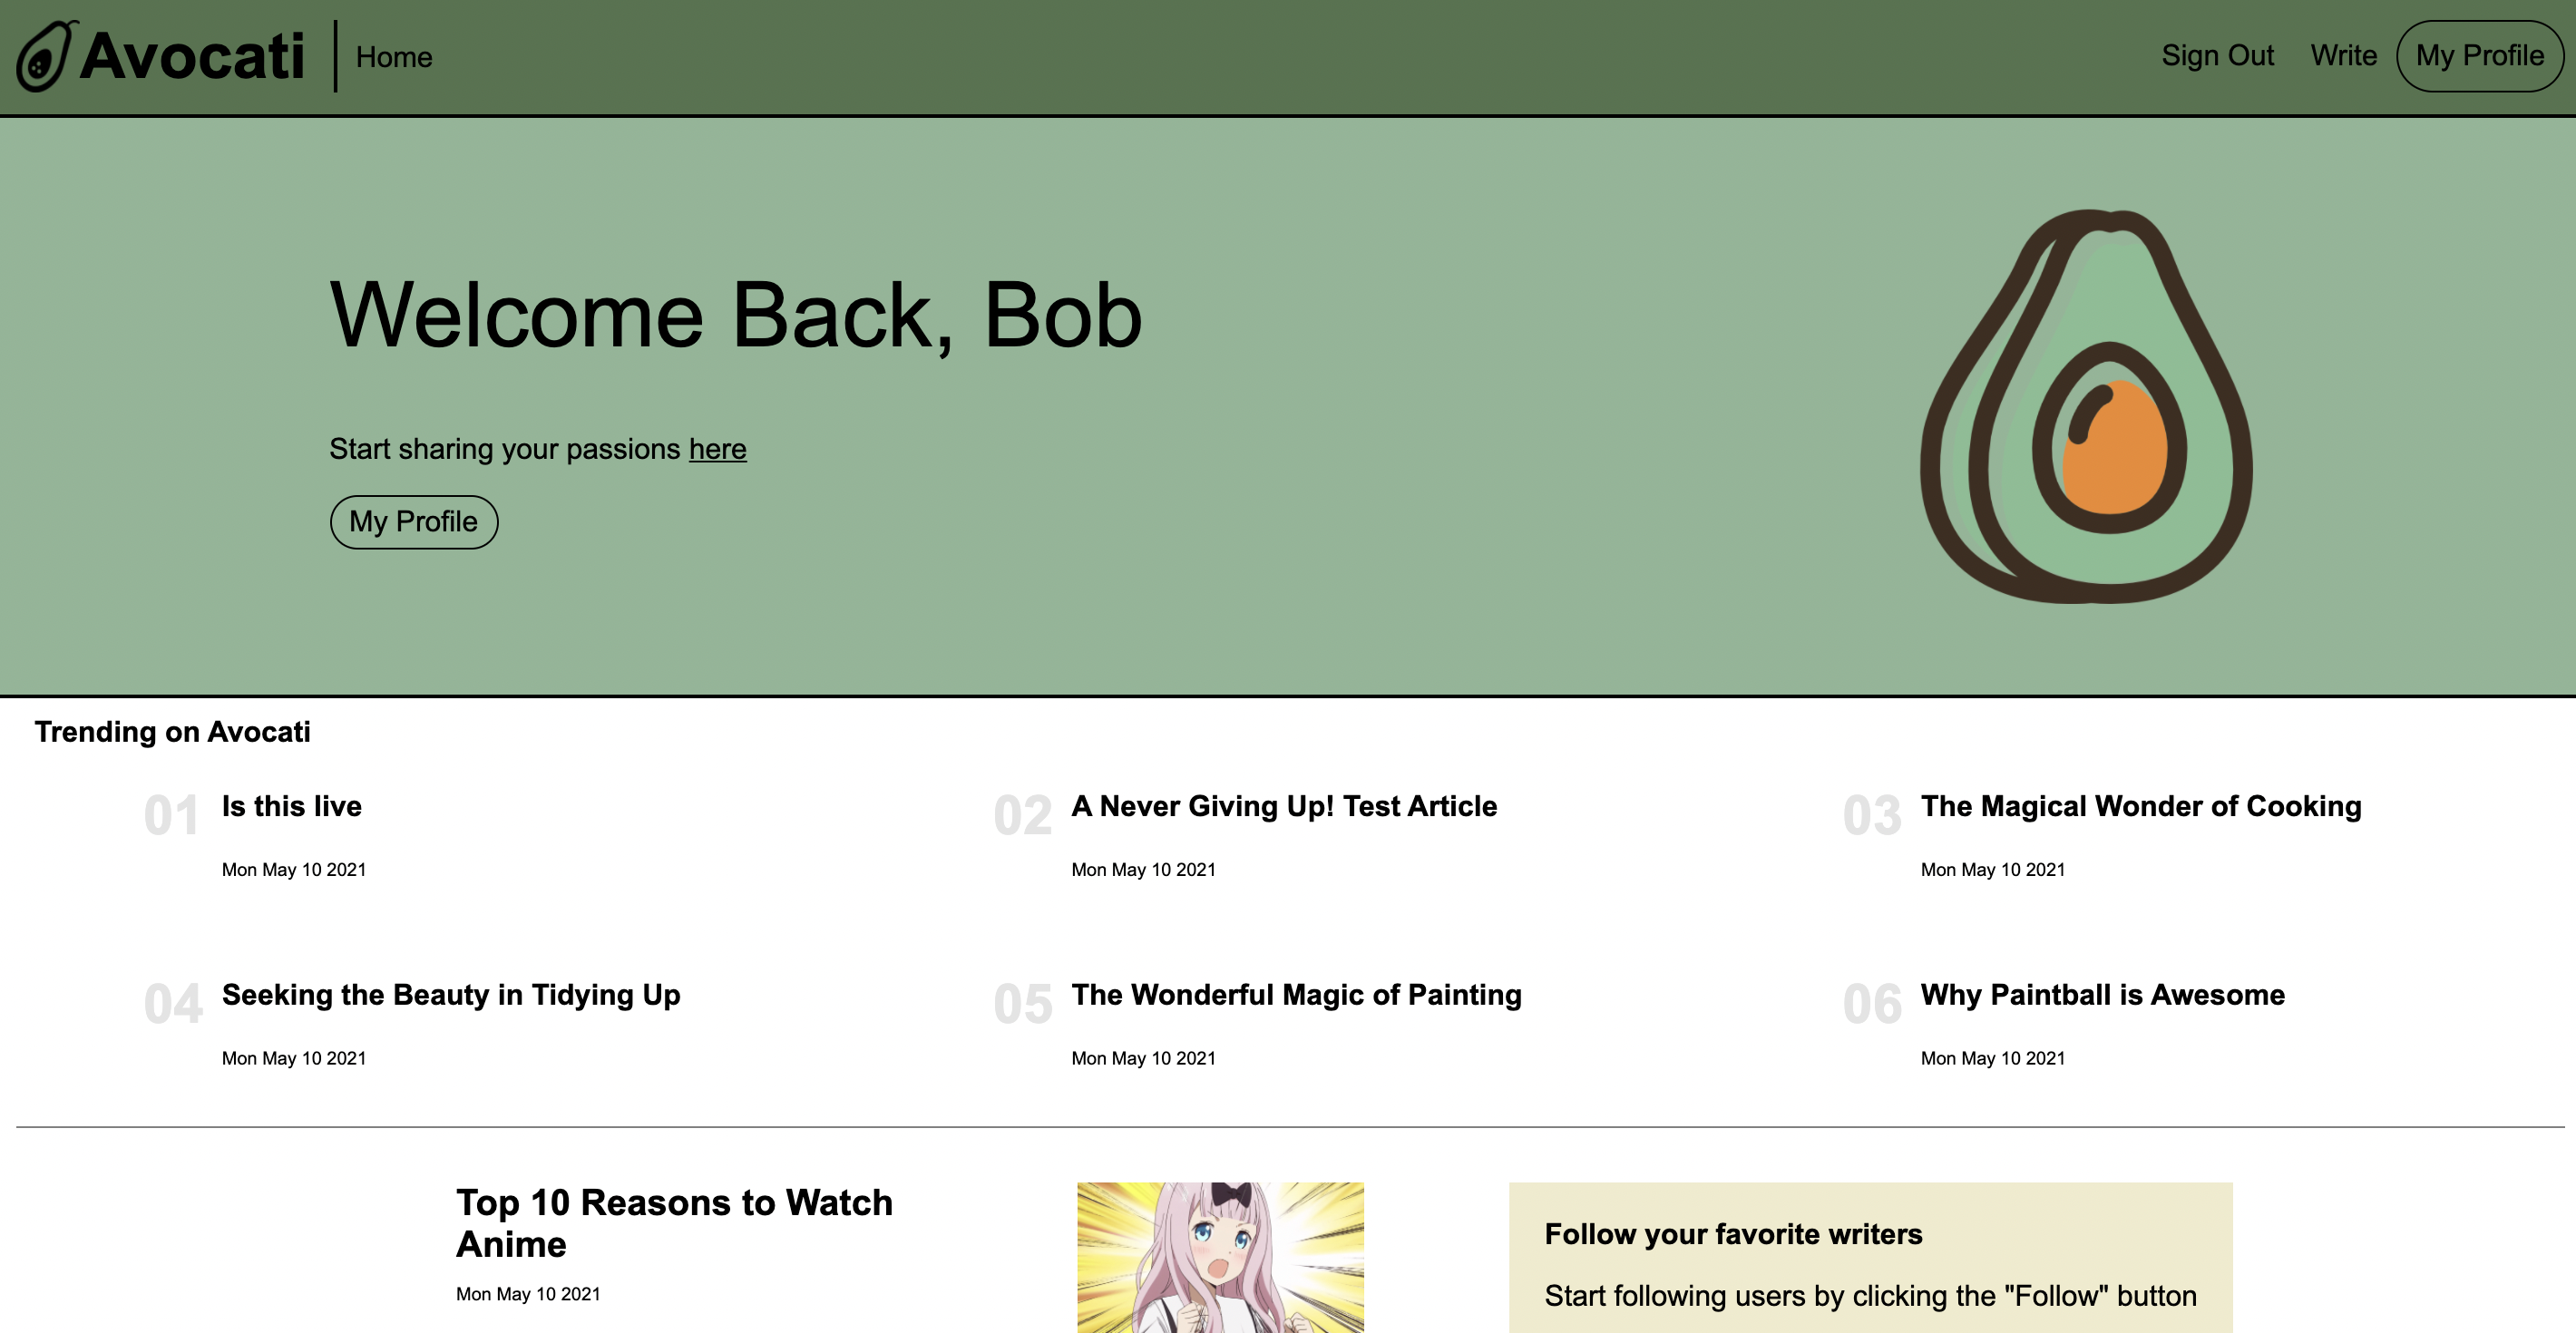 Avocati
Home
Sign Out
Write
My Profile
Welcome Back, Bob
Start sharing your passions here
My Profile
Trending on Avocati
01
Is this live
Mon May 10 2021
02
A Never Giving Up! Test Article
Mon May 10 2021
03
The Magical Wonder of Cooking
Mon May 10 2021
04
Seeking the Beauty in Tidying Up
Mon May 10 2021
05
The Wonderful Magic of Painting
Mon May 10 2021
06
Why Paintball is Awesome
Mon May 10 2021
Top 10 Reasons to Watch
Anime
Mon May 10 2021
Follow your favorite writers
Start following users by clicking the "Follow" button